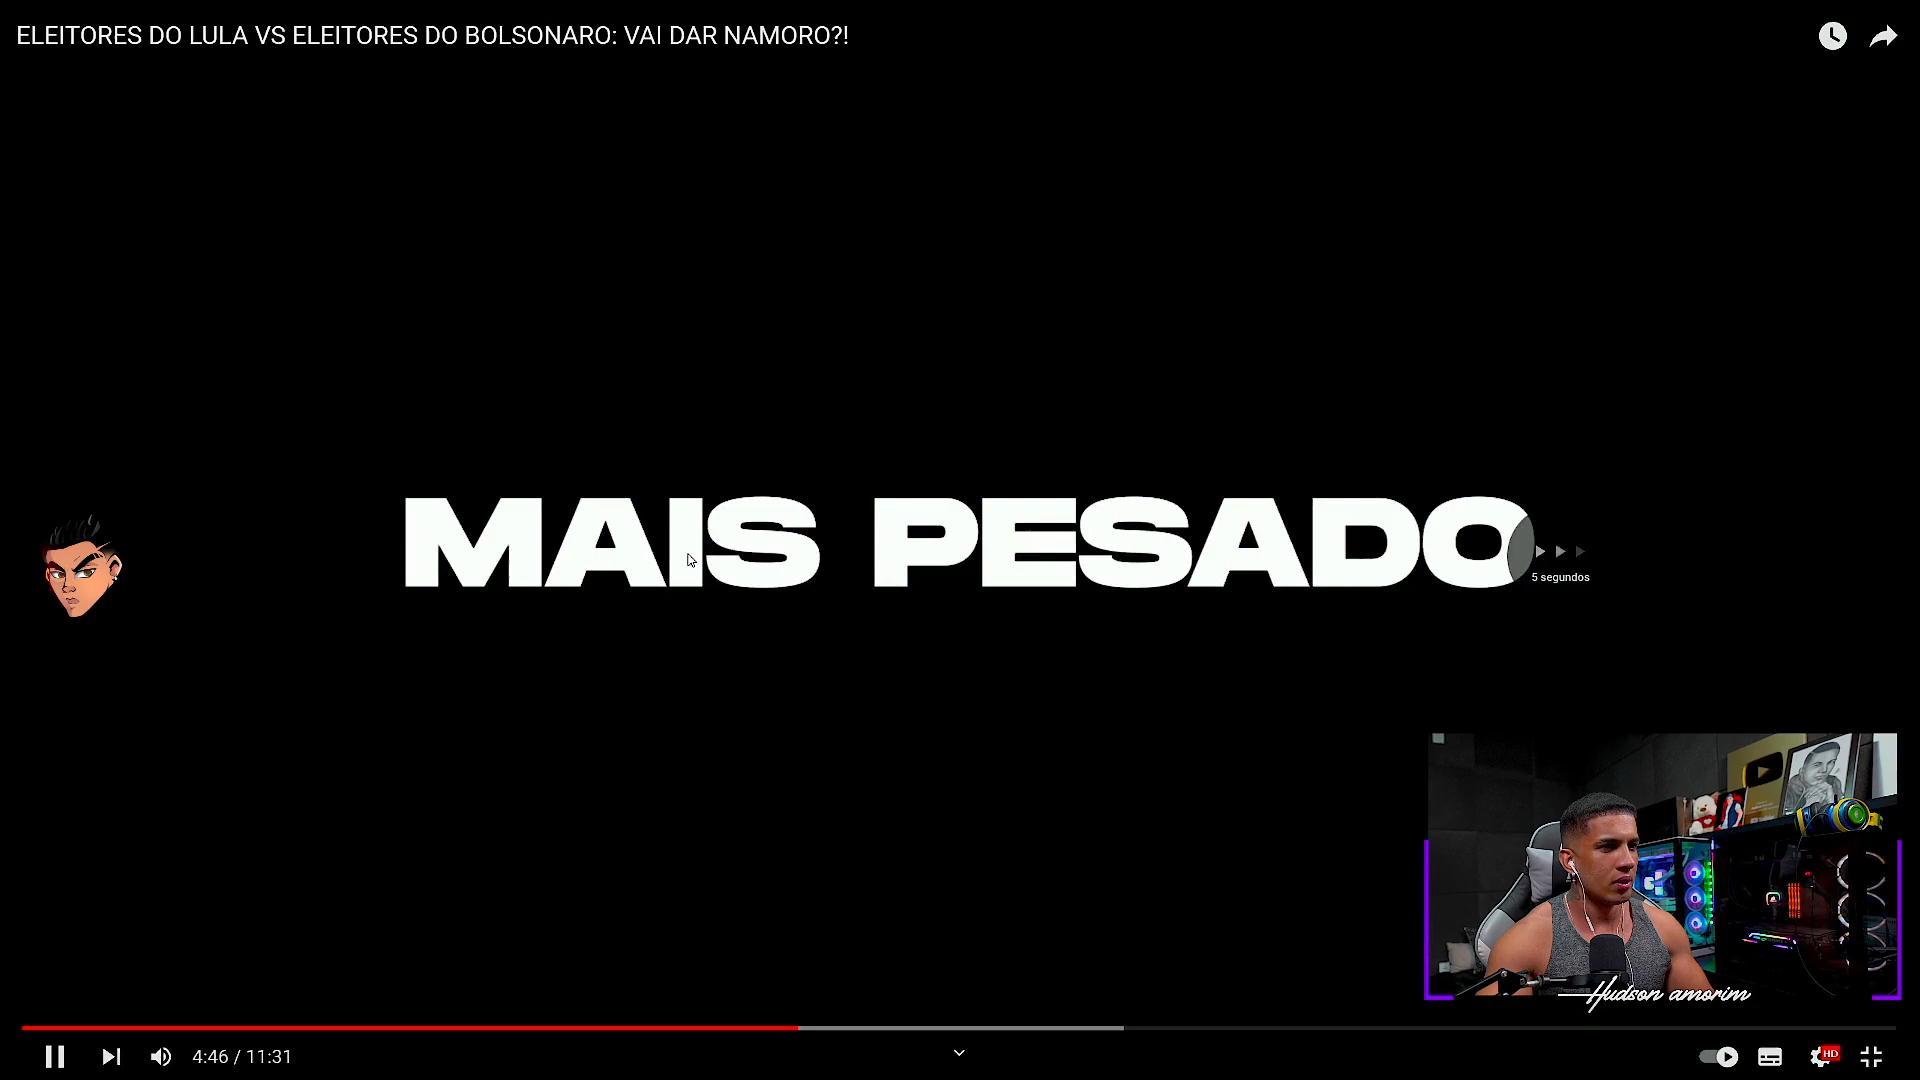 ELEITORES DO LULA VS ELEITORES DO BOLSONARO: VAI DAR NAMORO?!
MAIS PESADO
5 segundos
Hudson amorim
4:46 / 11:31
HD